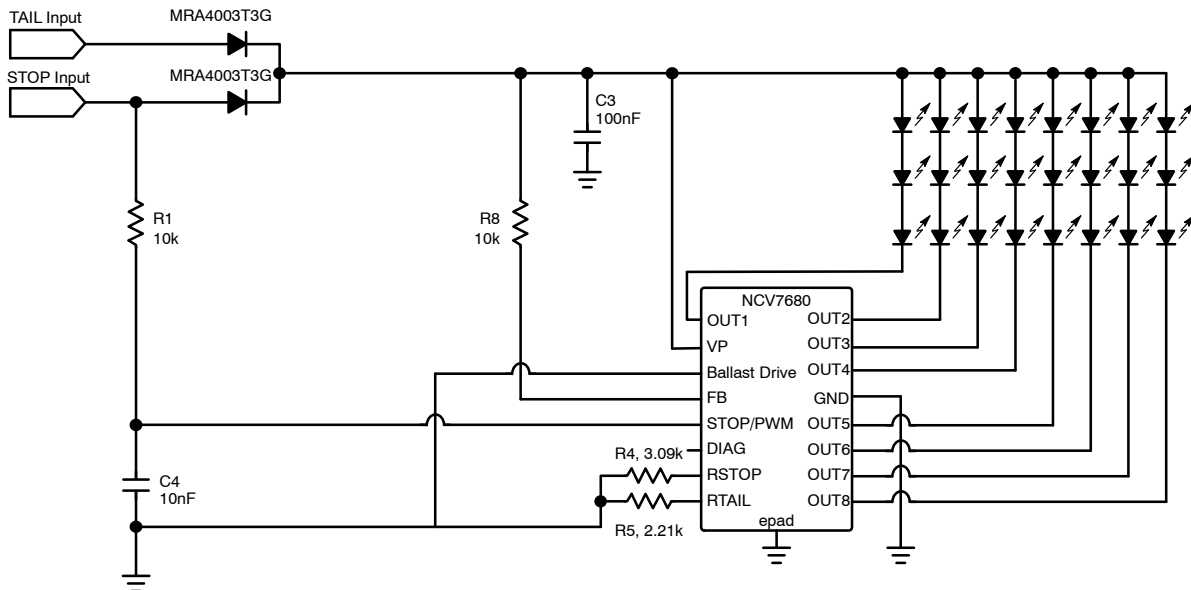 TAIL Input
MRA4003T3G
STOP Input
MRA4003T3G
C3
100nF
R1
10k
R8
10k
NCV7680
OUT1
OUT2
VP
OUT3
Ballast Drive
OUT4
FB
GND
STOP/PWM
OUT5
DIAG
OUT6
R4, 3.09k
RSTOP
OUT7
C4
10nF
RTAIL
OUT8
R5, 2.21k
epad